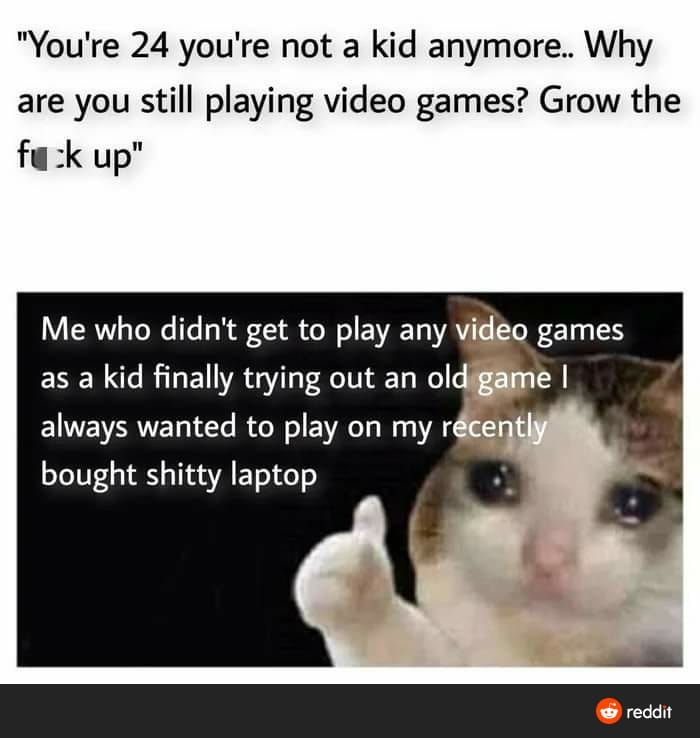 "You're 24 you're not a kid anymore.. Why
are you still playing video games? Grow the
up"
Me who didn't get to play any video games
as a kid finally trying out an old game I
always wanted to play on my recently
bought shitty laptop
reddit